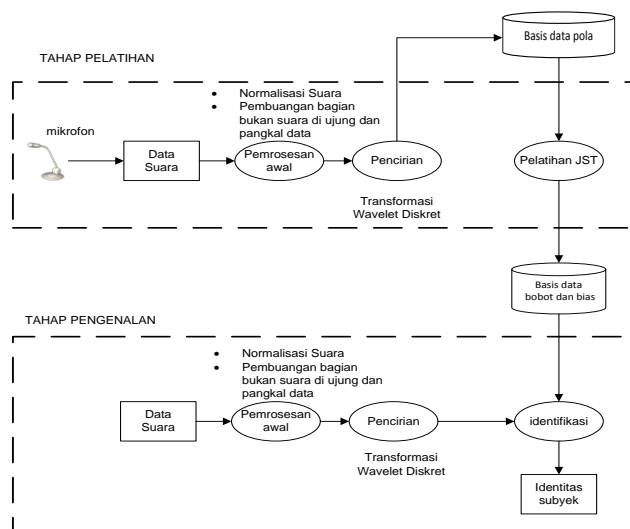 Basis data pola
TAHAP PELATIHAN
• Normalisasi Suara
• Pembuangan bagian
bukan suara di ujung dan
pangkal data
mikrofon
Data
Suara
Pemrosesan
awal
Pencirian
Pelatihan JST
Transformasi
Wavelet Diskret
Basis data
bobot dan bias
TAHAP PENGENALAN
• Normalisasi Suara
• Pembuangan bagian
bukan suara di ujung dan
pangkal data
Data
Suara
Pemrosesan
awal
Pencirian
identifikasi
Transformasi
Wavelet Diskret
Identitas
subyek